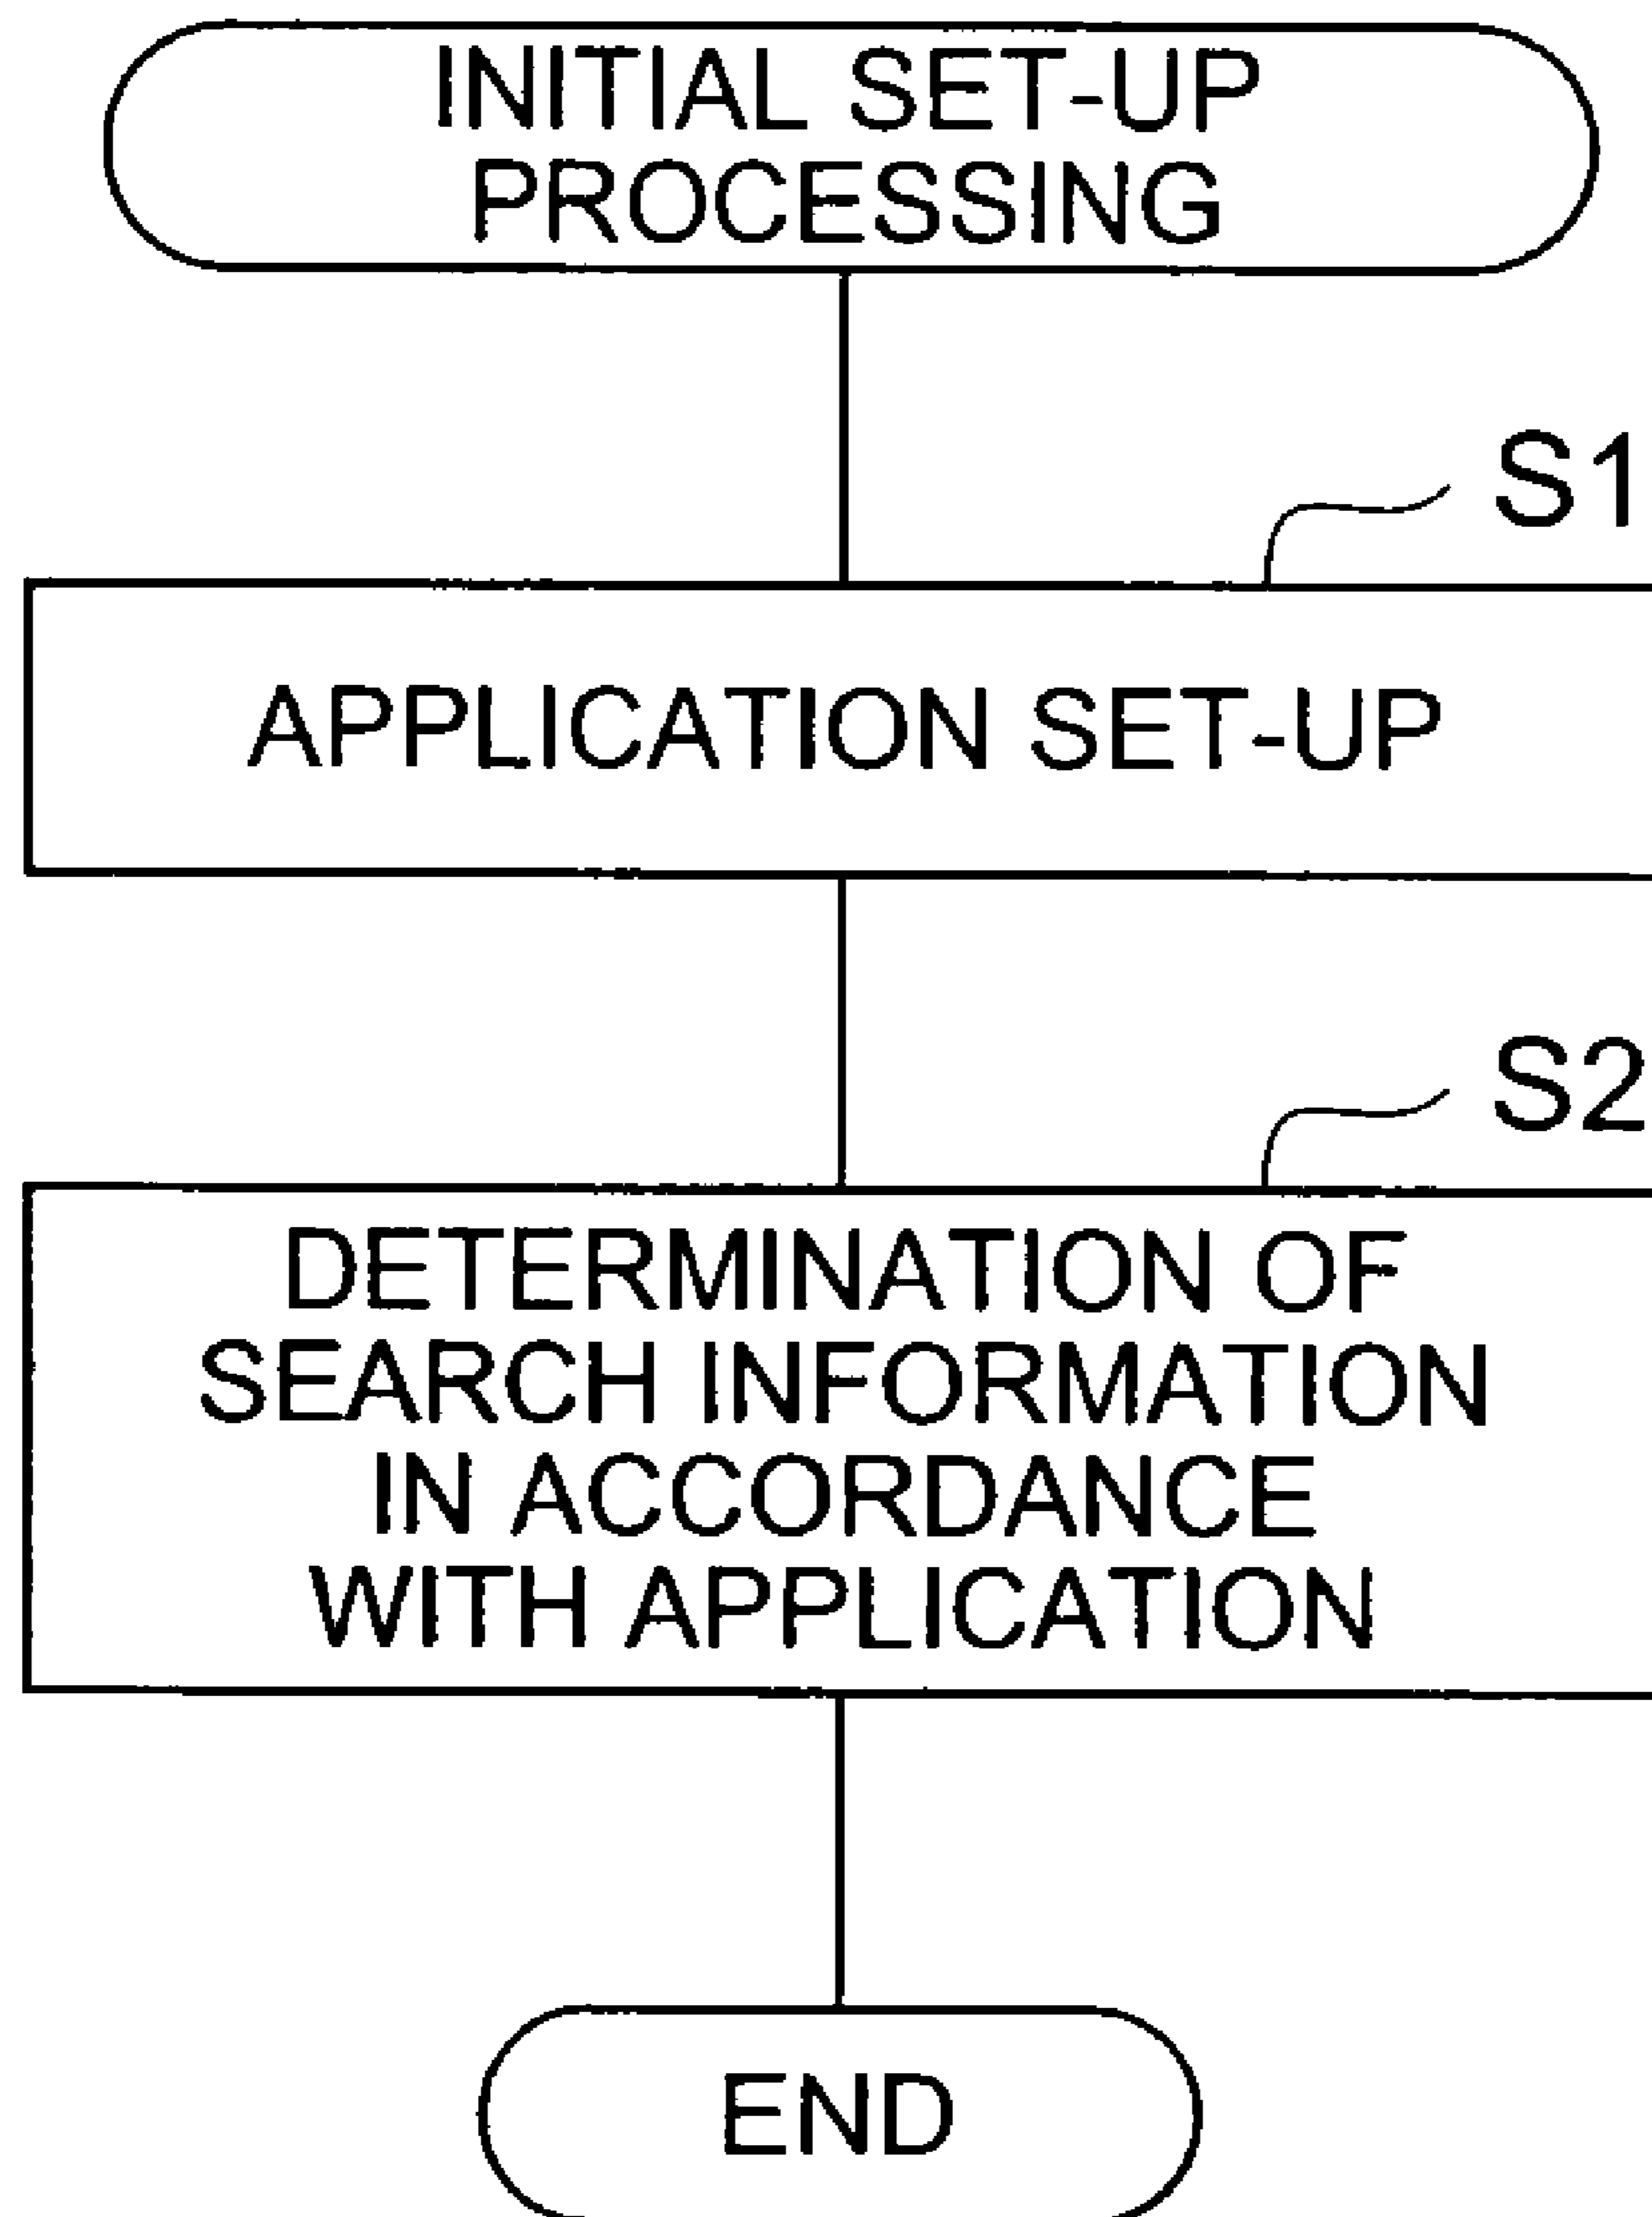 INITIAL SET-UP
PROCESSING
S1
APPLICATION SET-UP
S2
DETERMINATION OF
SEARCH INFORMATION
IN ACCORDANCE
WITH APPLICATION
END